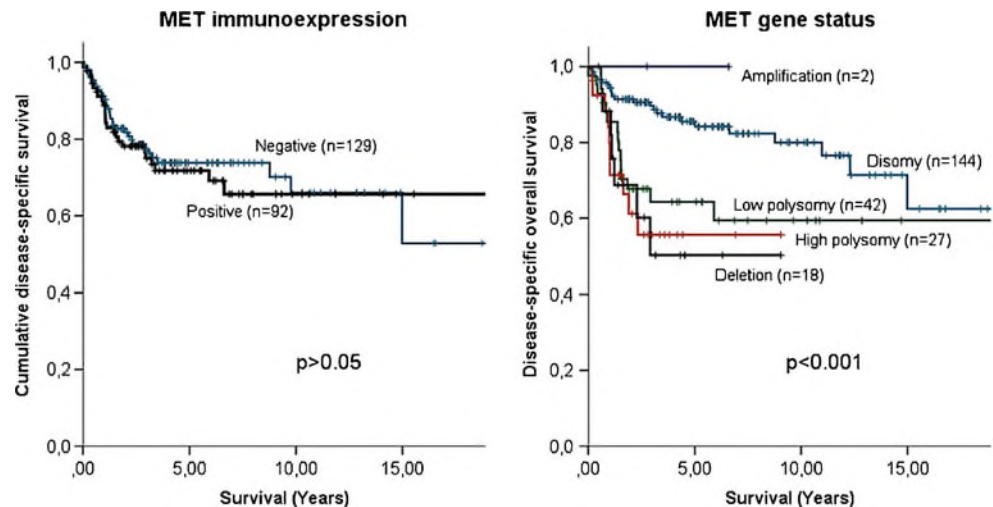 MET immunoexpression
Cumulative disease-specific survival
1,0
0,8
0,6
0,4
0,2
0,0
Negative (n=129)
Positive (n=92)
p>0.05
,00
5,00
10,00
15,00
Survival (Years)
MET gene status
Disease-specific overall survival
1,0
0,8
0,6
0,4
0,2
0,0
Amplification (n=2)
Disomy (n=144)
Low polysomy (n=42)
High polysomy (n=27)
Deletion (n=18)
p<0.001
,00
5,00
10,00
15,00
Survival (Years)